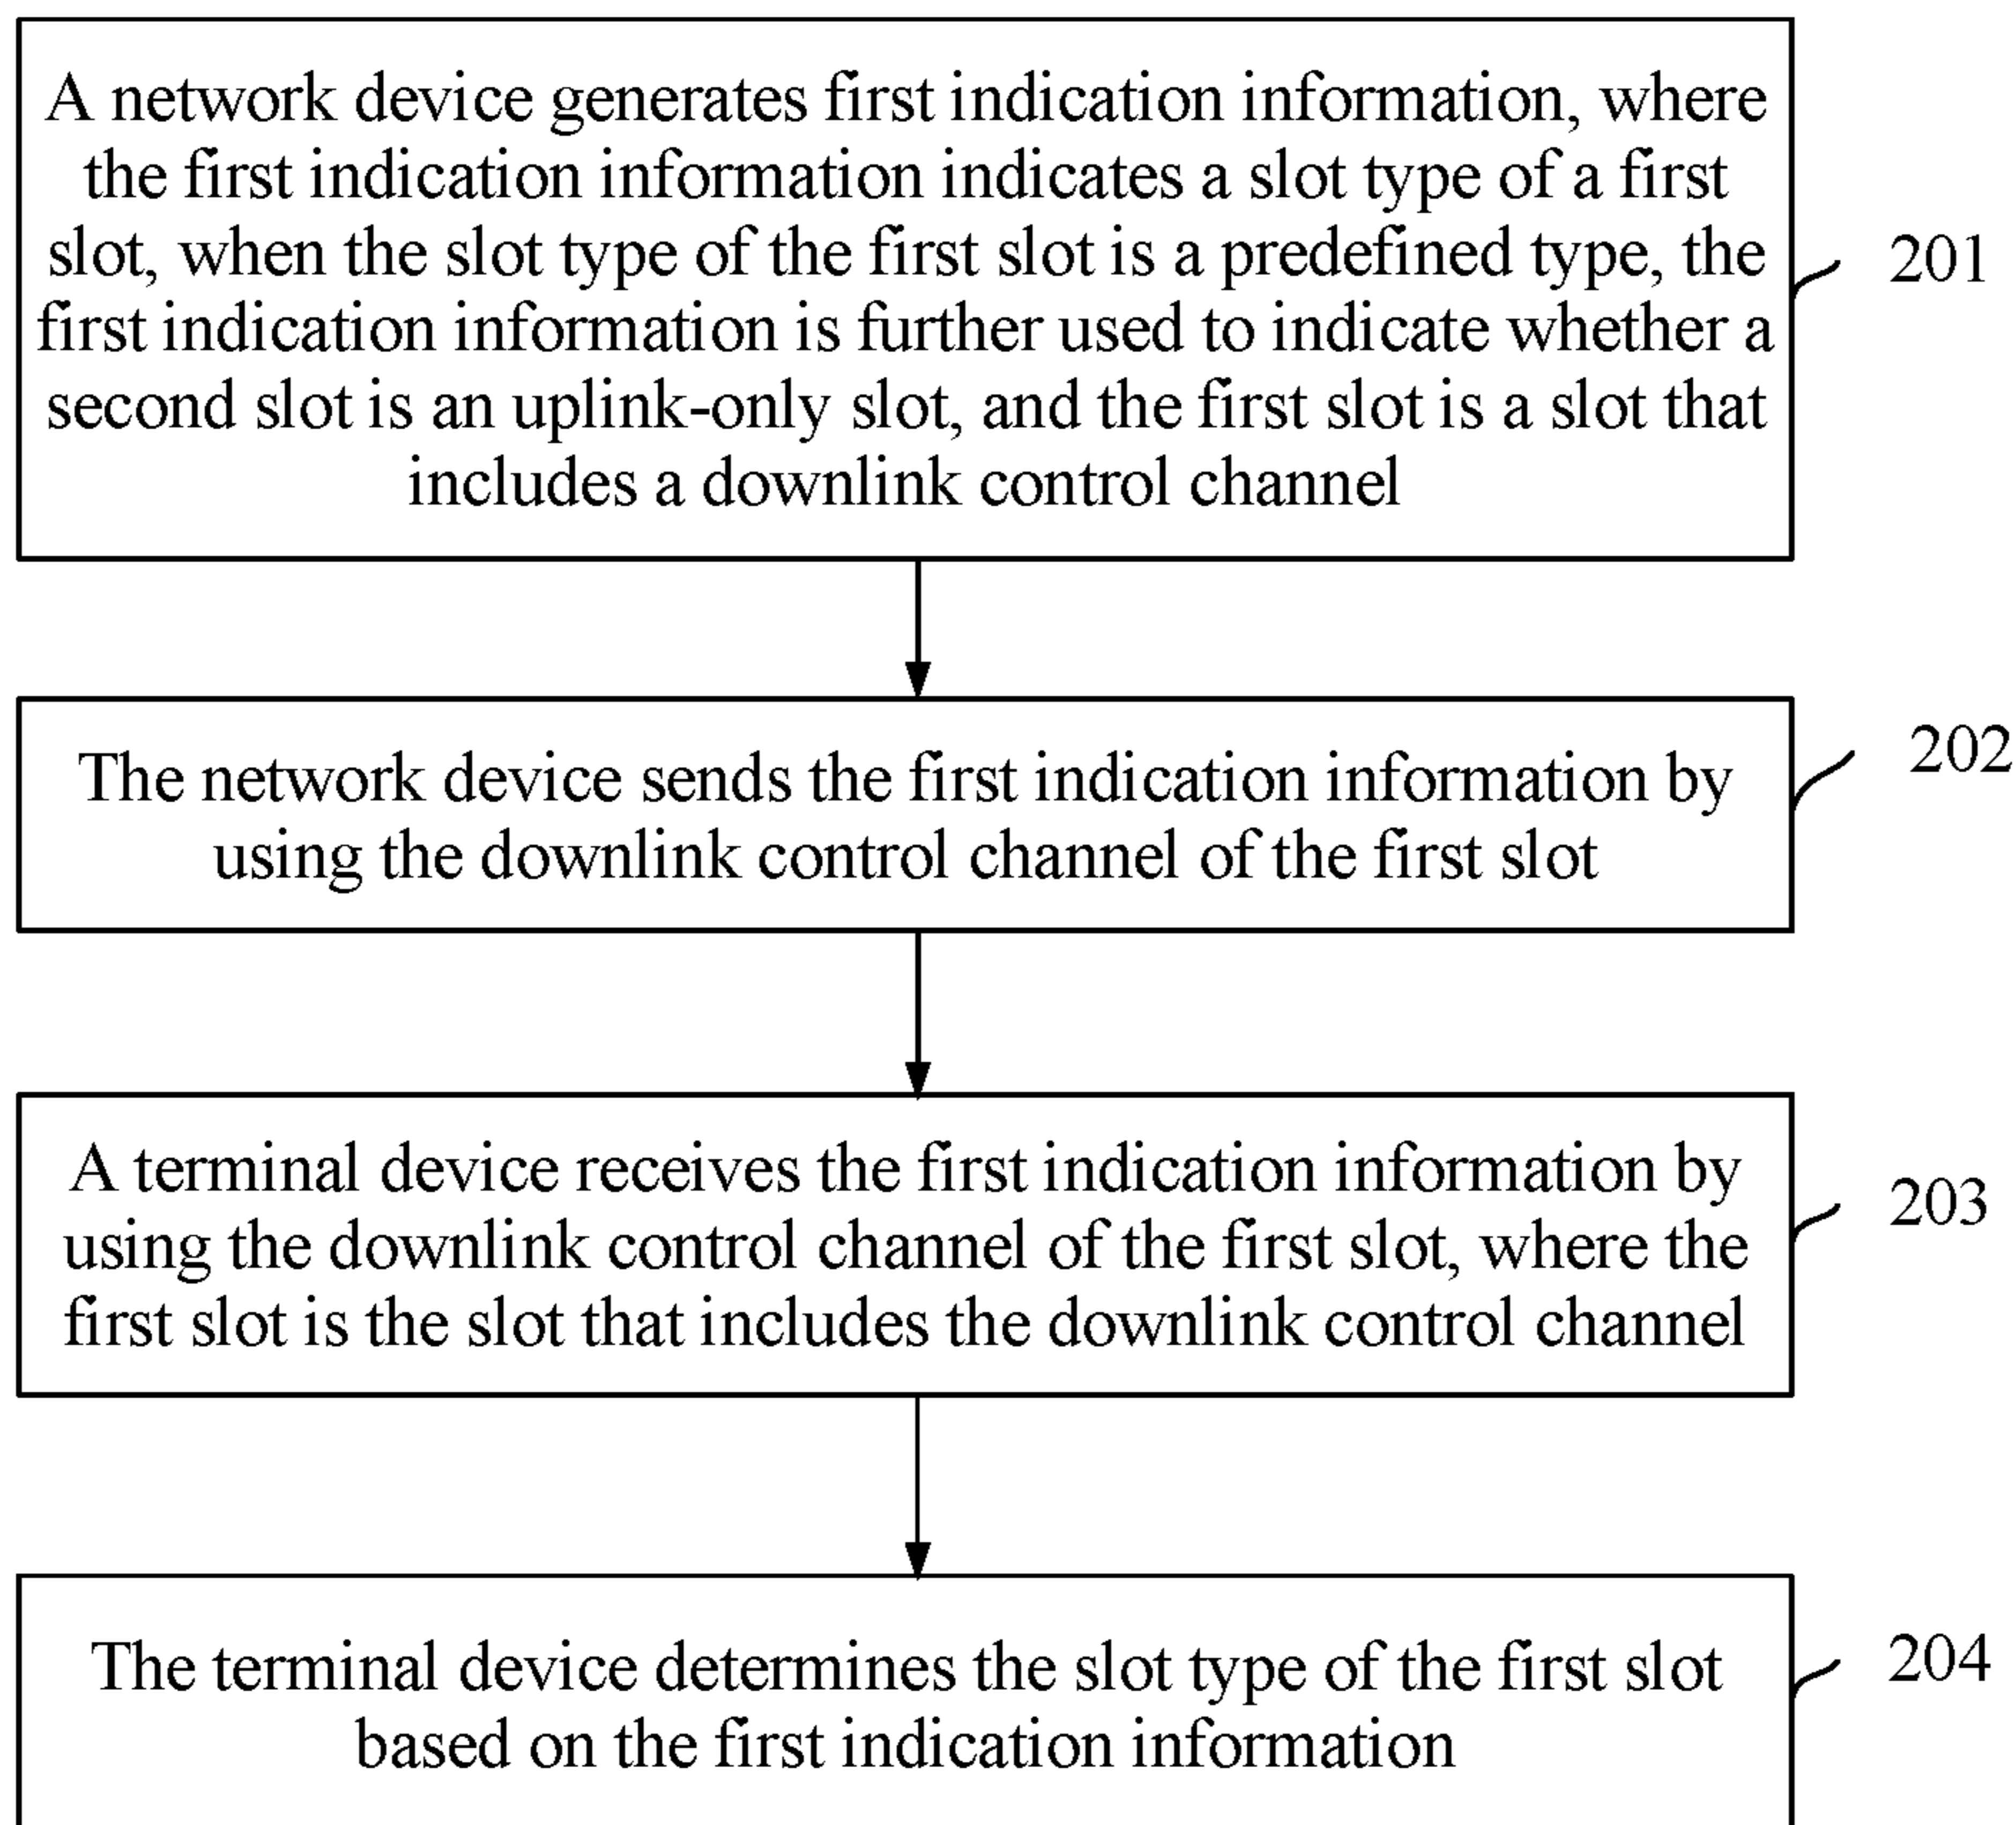 A network device generates first indication information, where
the first indication information indicates a slot type of a first
slot, when the slot type of the first slot is a predefined type, the
first indication information is further used to indicate whether a
second slot is an uplink-only slot, and the first slot is a slot that
includes a downlink control channel
201
The network device sends the first indication information by
using the downlink control channel of the first slot
202
A terminal device receives the first indication information by
using the downlink control channel of the first slot, where the
first slot is the slot that includes the downlink control channel
203
The terminal device determines the slot type of the first slot
based on the first indication information
204